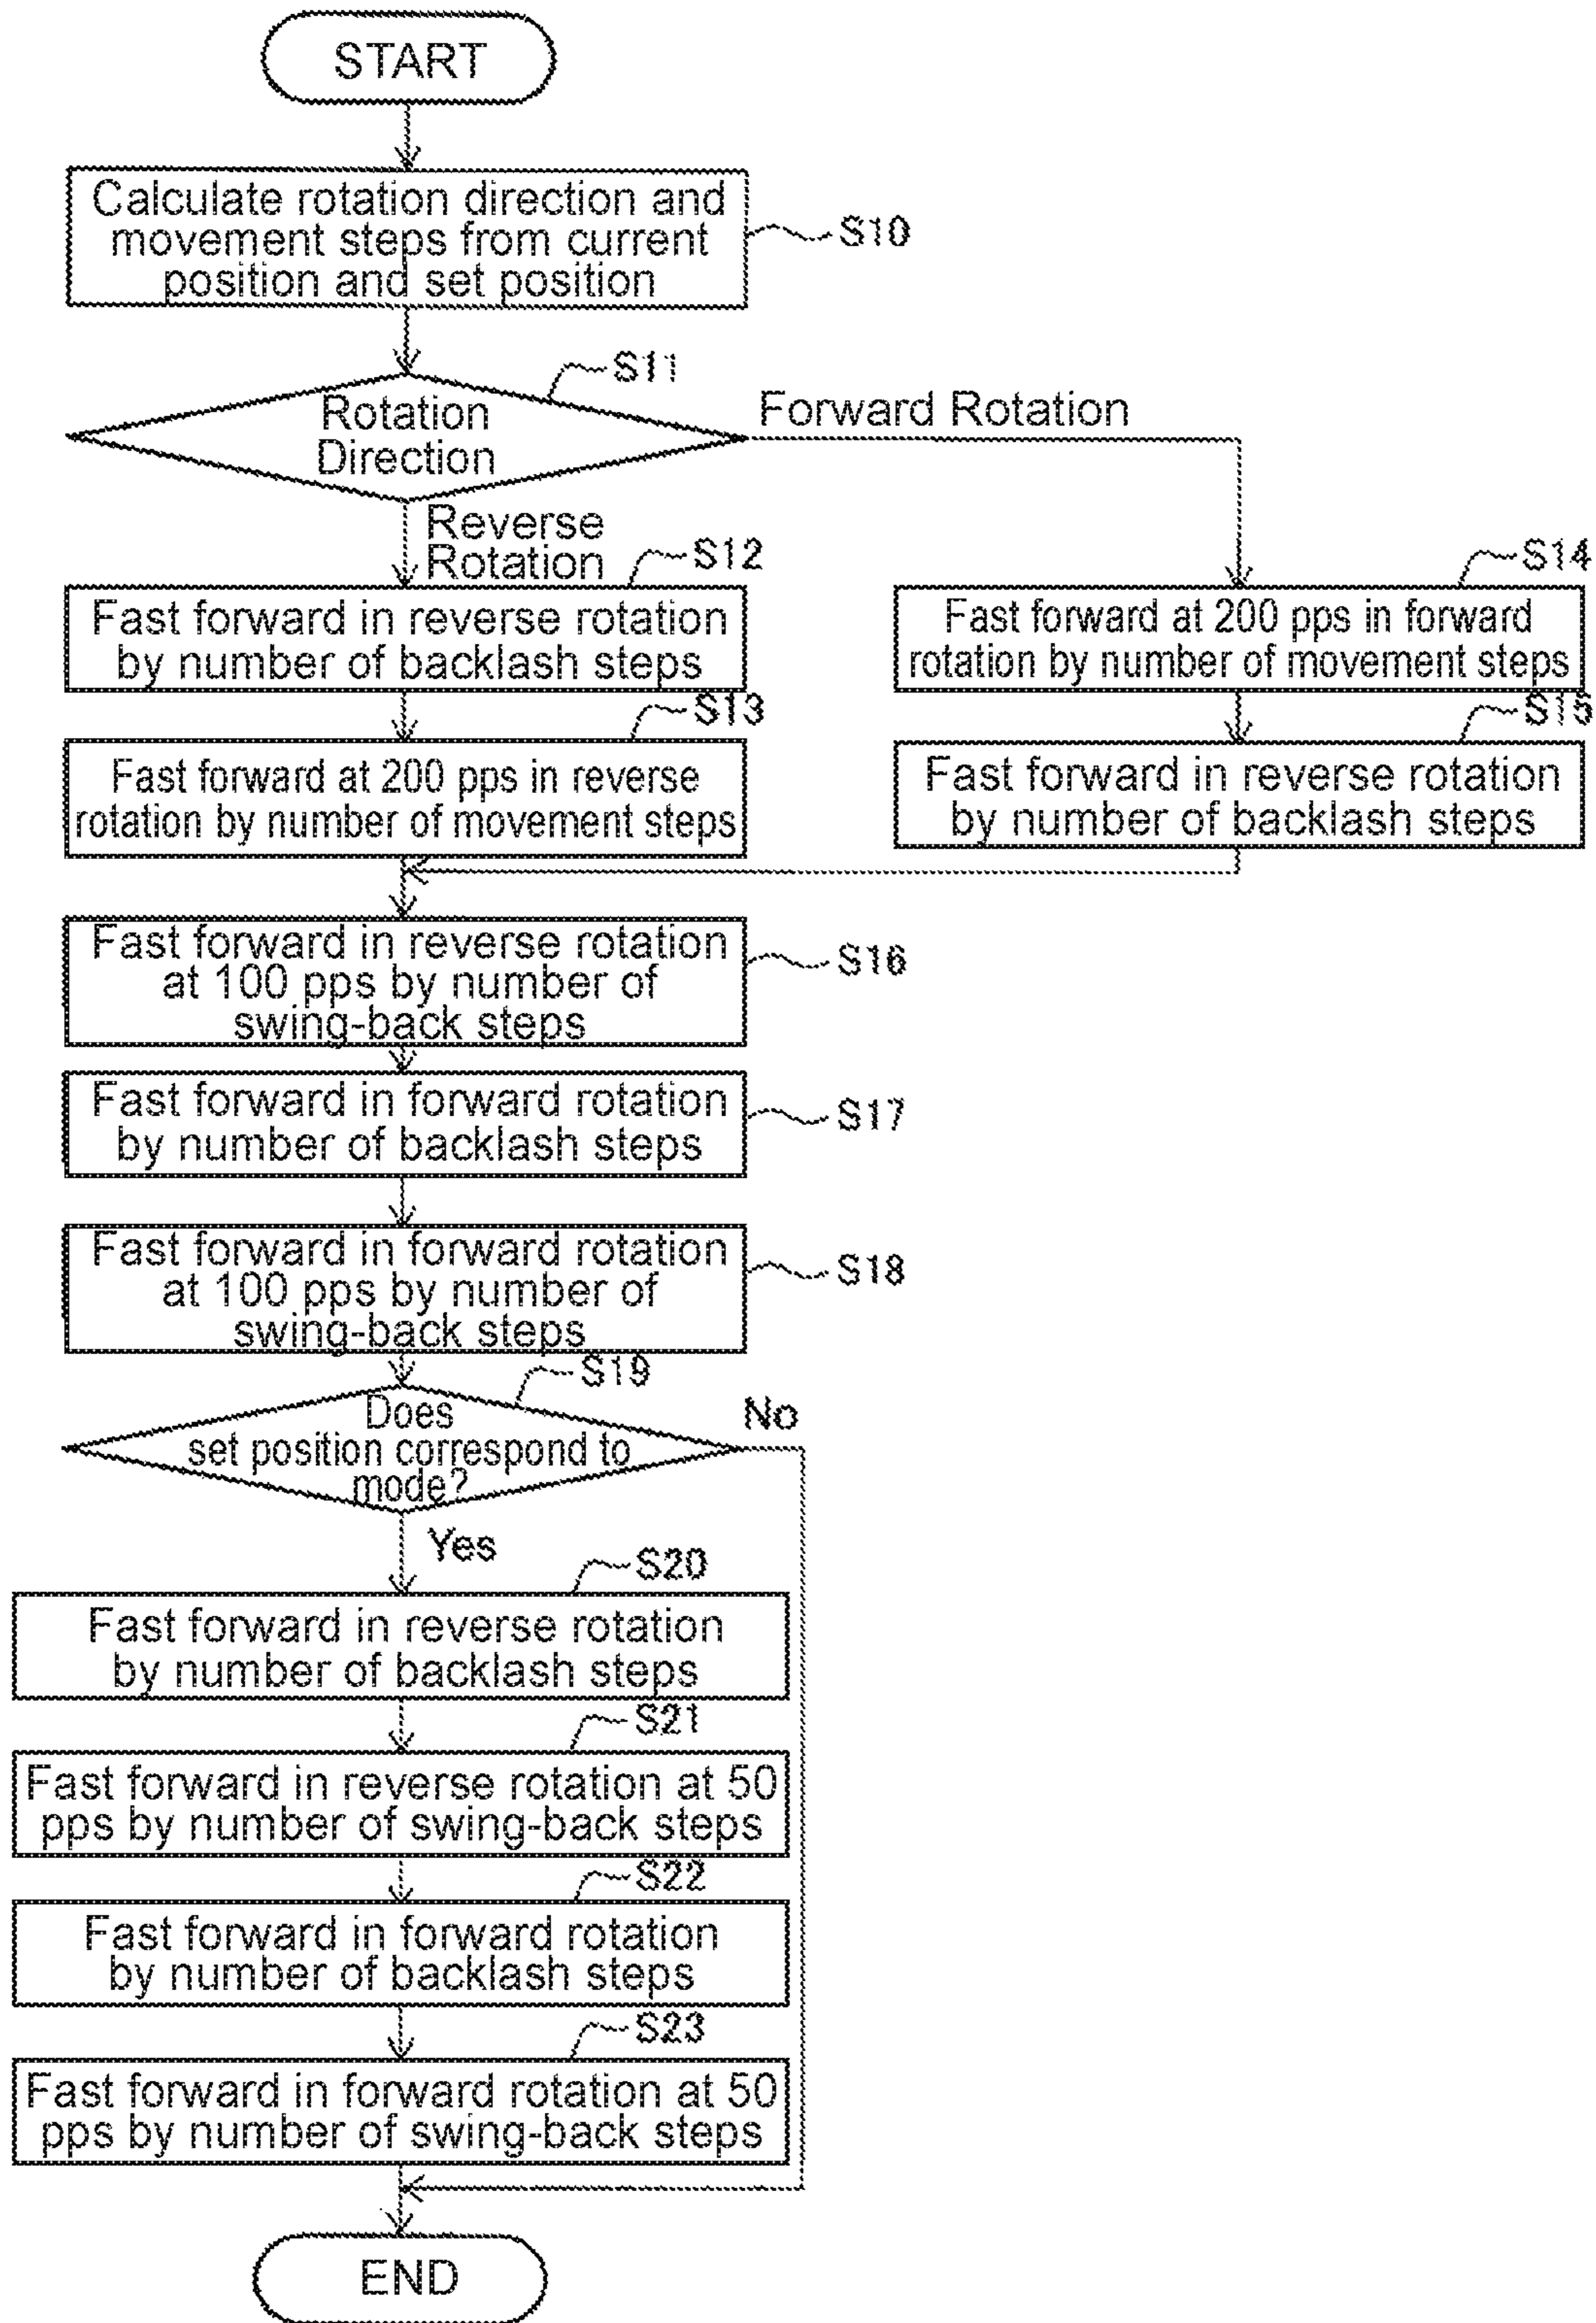 START
Calculate rotation direction and
movement steps from current
position and set position
S10
S11
Rotation
Direction
Forward Rotation
Reverse
Rotation
S12
Fast forward in reverse rotation
by number of backlash steps
S14
Fast forward at 200 pps in forward
rotation by number of movement steps
S13
Fast forward at 200 pps in reverse
rotation by number of movement steps
S15
Fast forward in reverse rotation
by number of backlash steps
Fast forward in reverse rotation
at 100 pps by number of
swing-back steps
S16
Fast forward in forward rotation
by number of backlash steps
S17
Fast forward in forward rotation
at 100 pps by number of
swing-back steps
S18
S19
Does
set position correspond to
mode?
No
Yes
S20
Fast forward in reverse rotation
by number of backlash steps
S21
Fast forward in reverse rotation at 50
pps by number of swing-back steps
S22
Fast forward in forward rotation
by number of backlash steps
S23
Fast forward in forward rotation at 50
pps by number of swing-back steps
END